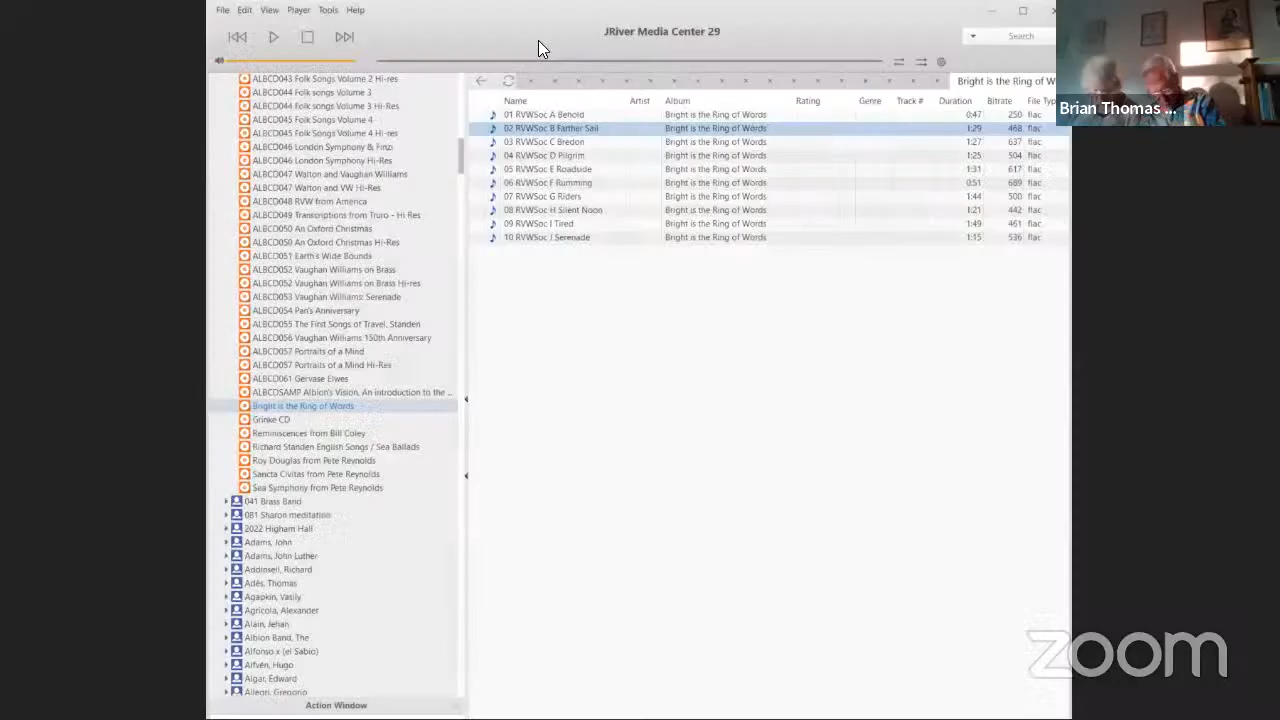 File Edit View Player Tools Help
JRiver Media Center 29
Search
Bright is the Ring of W
Name Artist Album Rating Genre Track # Duration Bitrate File Typ
01 RVWSoc A Behold Bright is the Ring of Words 0:47 250 flac
02 RVWSoc B Farther Sail Bright is the Ring of Words 1:29 468 flac
03 RVWSoc C Bredon Bright is the Ring of Words 1:27 637 flac
04 RVWSoc D Pilgrim Bright is the Ring of Words 1:25 504 flac
05 RVWSoc E Roadside Bright is the Ring of Words 1:31 617 flac
06 RVWSoc F Rumming Bright is the Ring of Words 0:51 689 flac
07 RVWSoc G Riders Bright is the Ring of Words 1:44 500 flac
08 RVWSoc H Silent Noon Bright is the Ring of Words 1:21 442 flac
09 RVWSoc I Tired Bright is the Ring of Words 1:49 461 flac
10 RVWSoc J Serenade Bright is the Ring of Words 1:15 536 flac
ALBCD043 Folk Songs Volume 2 Hi-res
ALBCD044 Folk songs Volume 3
ALBCD044 Folk songs Volume 3 Hi-Res
ALBCD045 Folk Songs Volume 4
ALBCD045 Folk Songs Volume 4 Hi-res
ALBCD046 London Symphony & Finzi
ALBCD046 London Symphony Hi-Res
ALBCD047 Walton and Vaughan Williams
ALBCD047 Walton and VW Hi-Res
ALBCD048 RVW from America
ALBCD049 Transcriptions from Truro - Hi Res
ALBCD050 An Oxford Christmas
ALBCD050 An Oxford Christmas Hi-Res
ALBCD051 Earth's Wide Bounds
ALBCD052 Vaughan Williams on Brass
ALBCD052 Vaughan Williams on Brass Hi-res
ALBCD053 Vaughan Williams: Serenade
ALBCD054 Pan's Anniversary
ALBCD055 The First Songs of Travel, Standen
ALBCD056 Vaughan Williams 150th Anniversary
ALBCD057 Portraits of a Mind
ALBCD057 Portraits of a Mind Hi-Res
ALBCD061 Gervase Elwes
ALBCDSAMP Albion's Vision, An introduction to the ...
Bright is the Ring of Words
Grinke CD
Reminiscences from Bill Coley
Richard Standen English Songs / Sea Ballads
Roy Douglas from Pete Reynolds
Sancta Civitas from Pete Reynolds
Sea Symphony from Pete Reynolds
041 Brass Band
081 Sharon meditation
2022 Higham Hall
Adams, John
Adams, John Luther
Addinsell, Richard
Adès, Thomas
Agapkin, Vasily
Agricola, Alexander
Alain, Jehan
Albion Band, The
Alfonso x (el Sabio)
Alfvén, Hugo
Algar, Edward
Allegri, Gregorio
Action Window
Brian Thomas ...
zoom